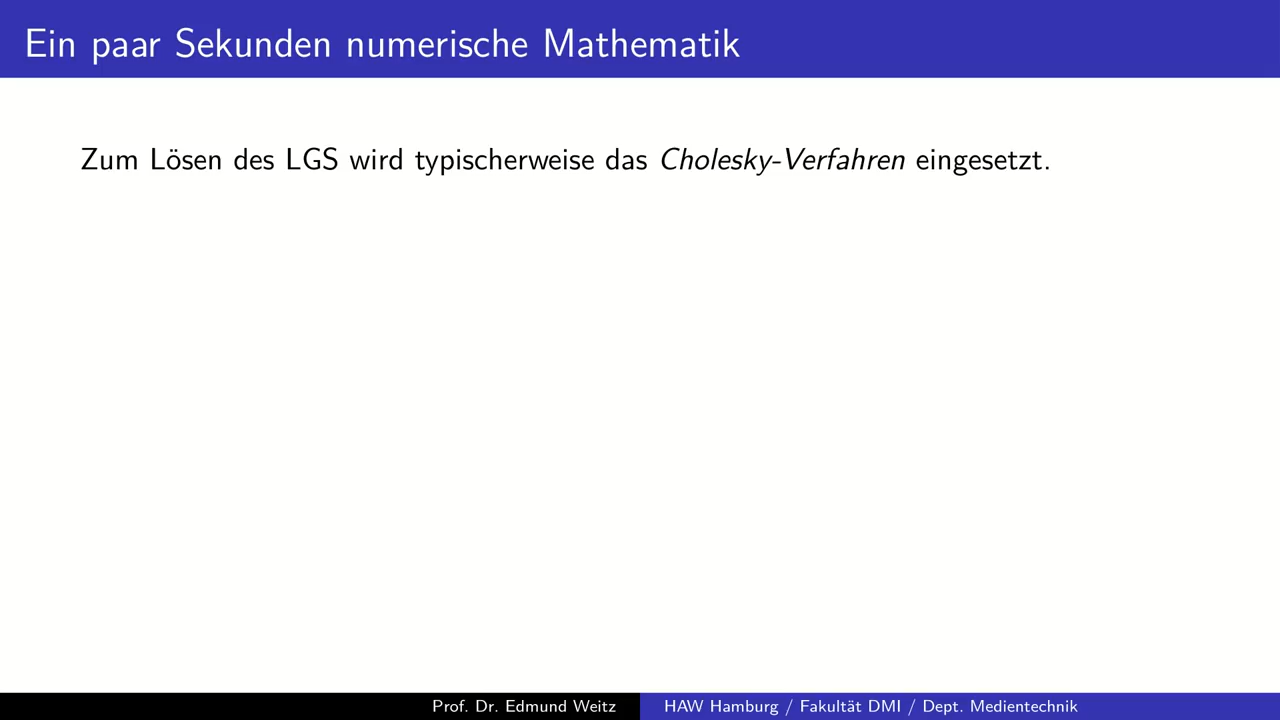 Ein paar Sekunden numerische Mathematik
Zum Lösen des LGS wird typischerweise das Cholesky-Verfahren eingesetzt.
Prof. Dr. Edmund Weitz
HAW Hamburg / Fakultät DMI / Dept. Medientechnik